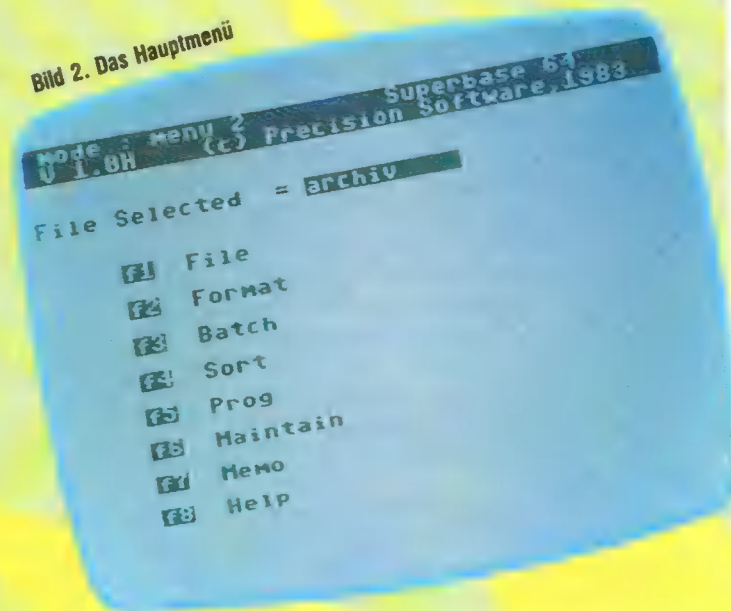 Bild 2. Das Hauptmenü
Mode : Menu 2 Superbase 64
V 1.0H (c) Precision Software,1983
File Selected = archiv
f1 File
f2 Format
f3 Batch
f4 Sort
f5 Prog
f6 Maintain
f7 Memo
f8 Help